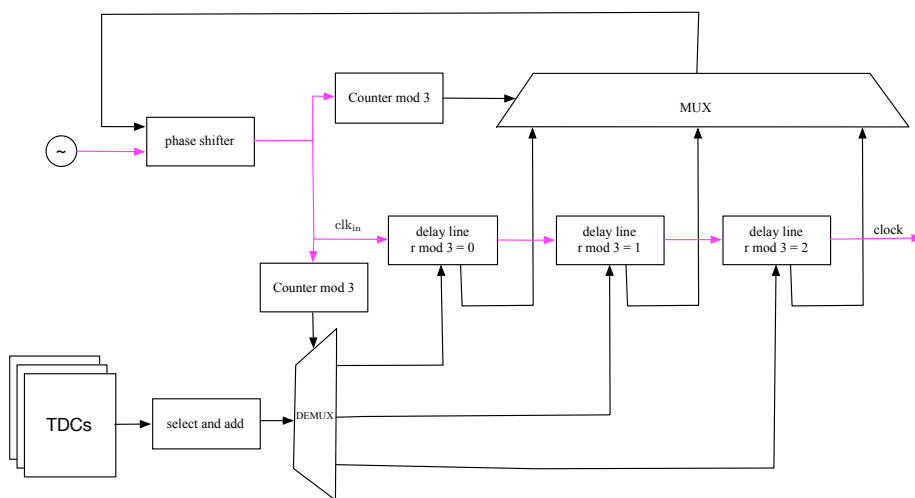 Counter mod 3
MUX
phase shifter
~
clk_in
delay line
r mod 3 = 0
delay line
r mod 3 = 1
delay line
r mod 3 = 2
clock
Counter mod 3
TDCs
select and add
DEMUX